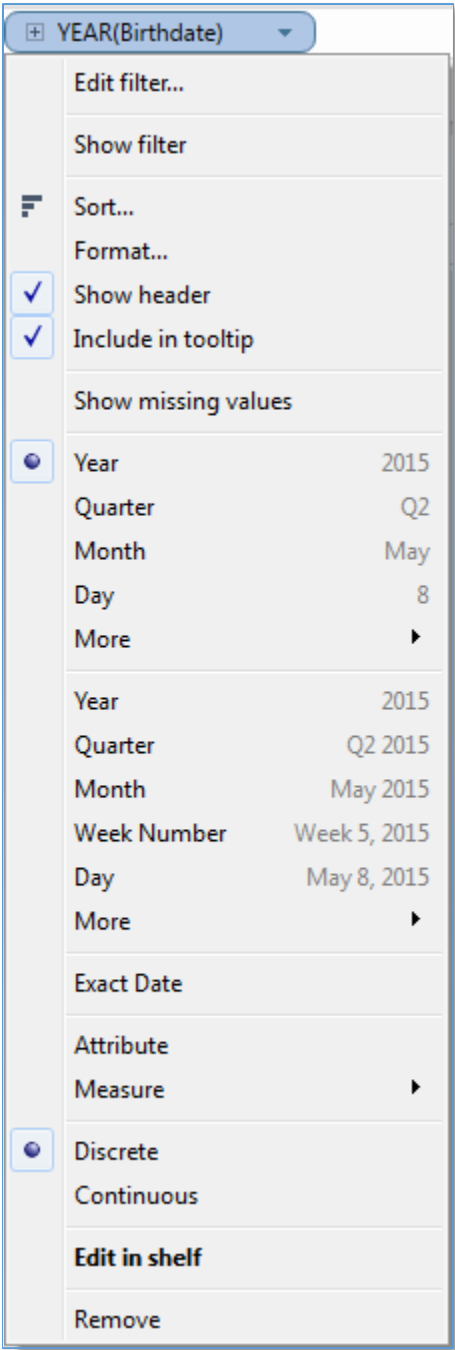 YEAR(Birthdate)
Edit filter...
Show filter
Sort...
Format...
Show header
Include in tooltip
Show missing values
Year 2015
Quarter Q2
Month May
Day 8
More
Year 2015
Quarter Q2 2015
Month May 2015
Week Number Week 5, 2015
Day May 8, 2015
More
Exact Date
Attribute
Measure
Discrete
Continuous
Edit in shelf
Remove